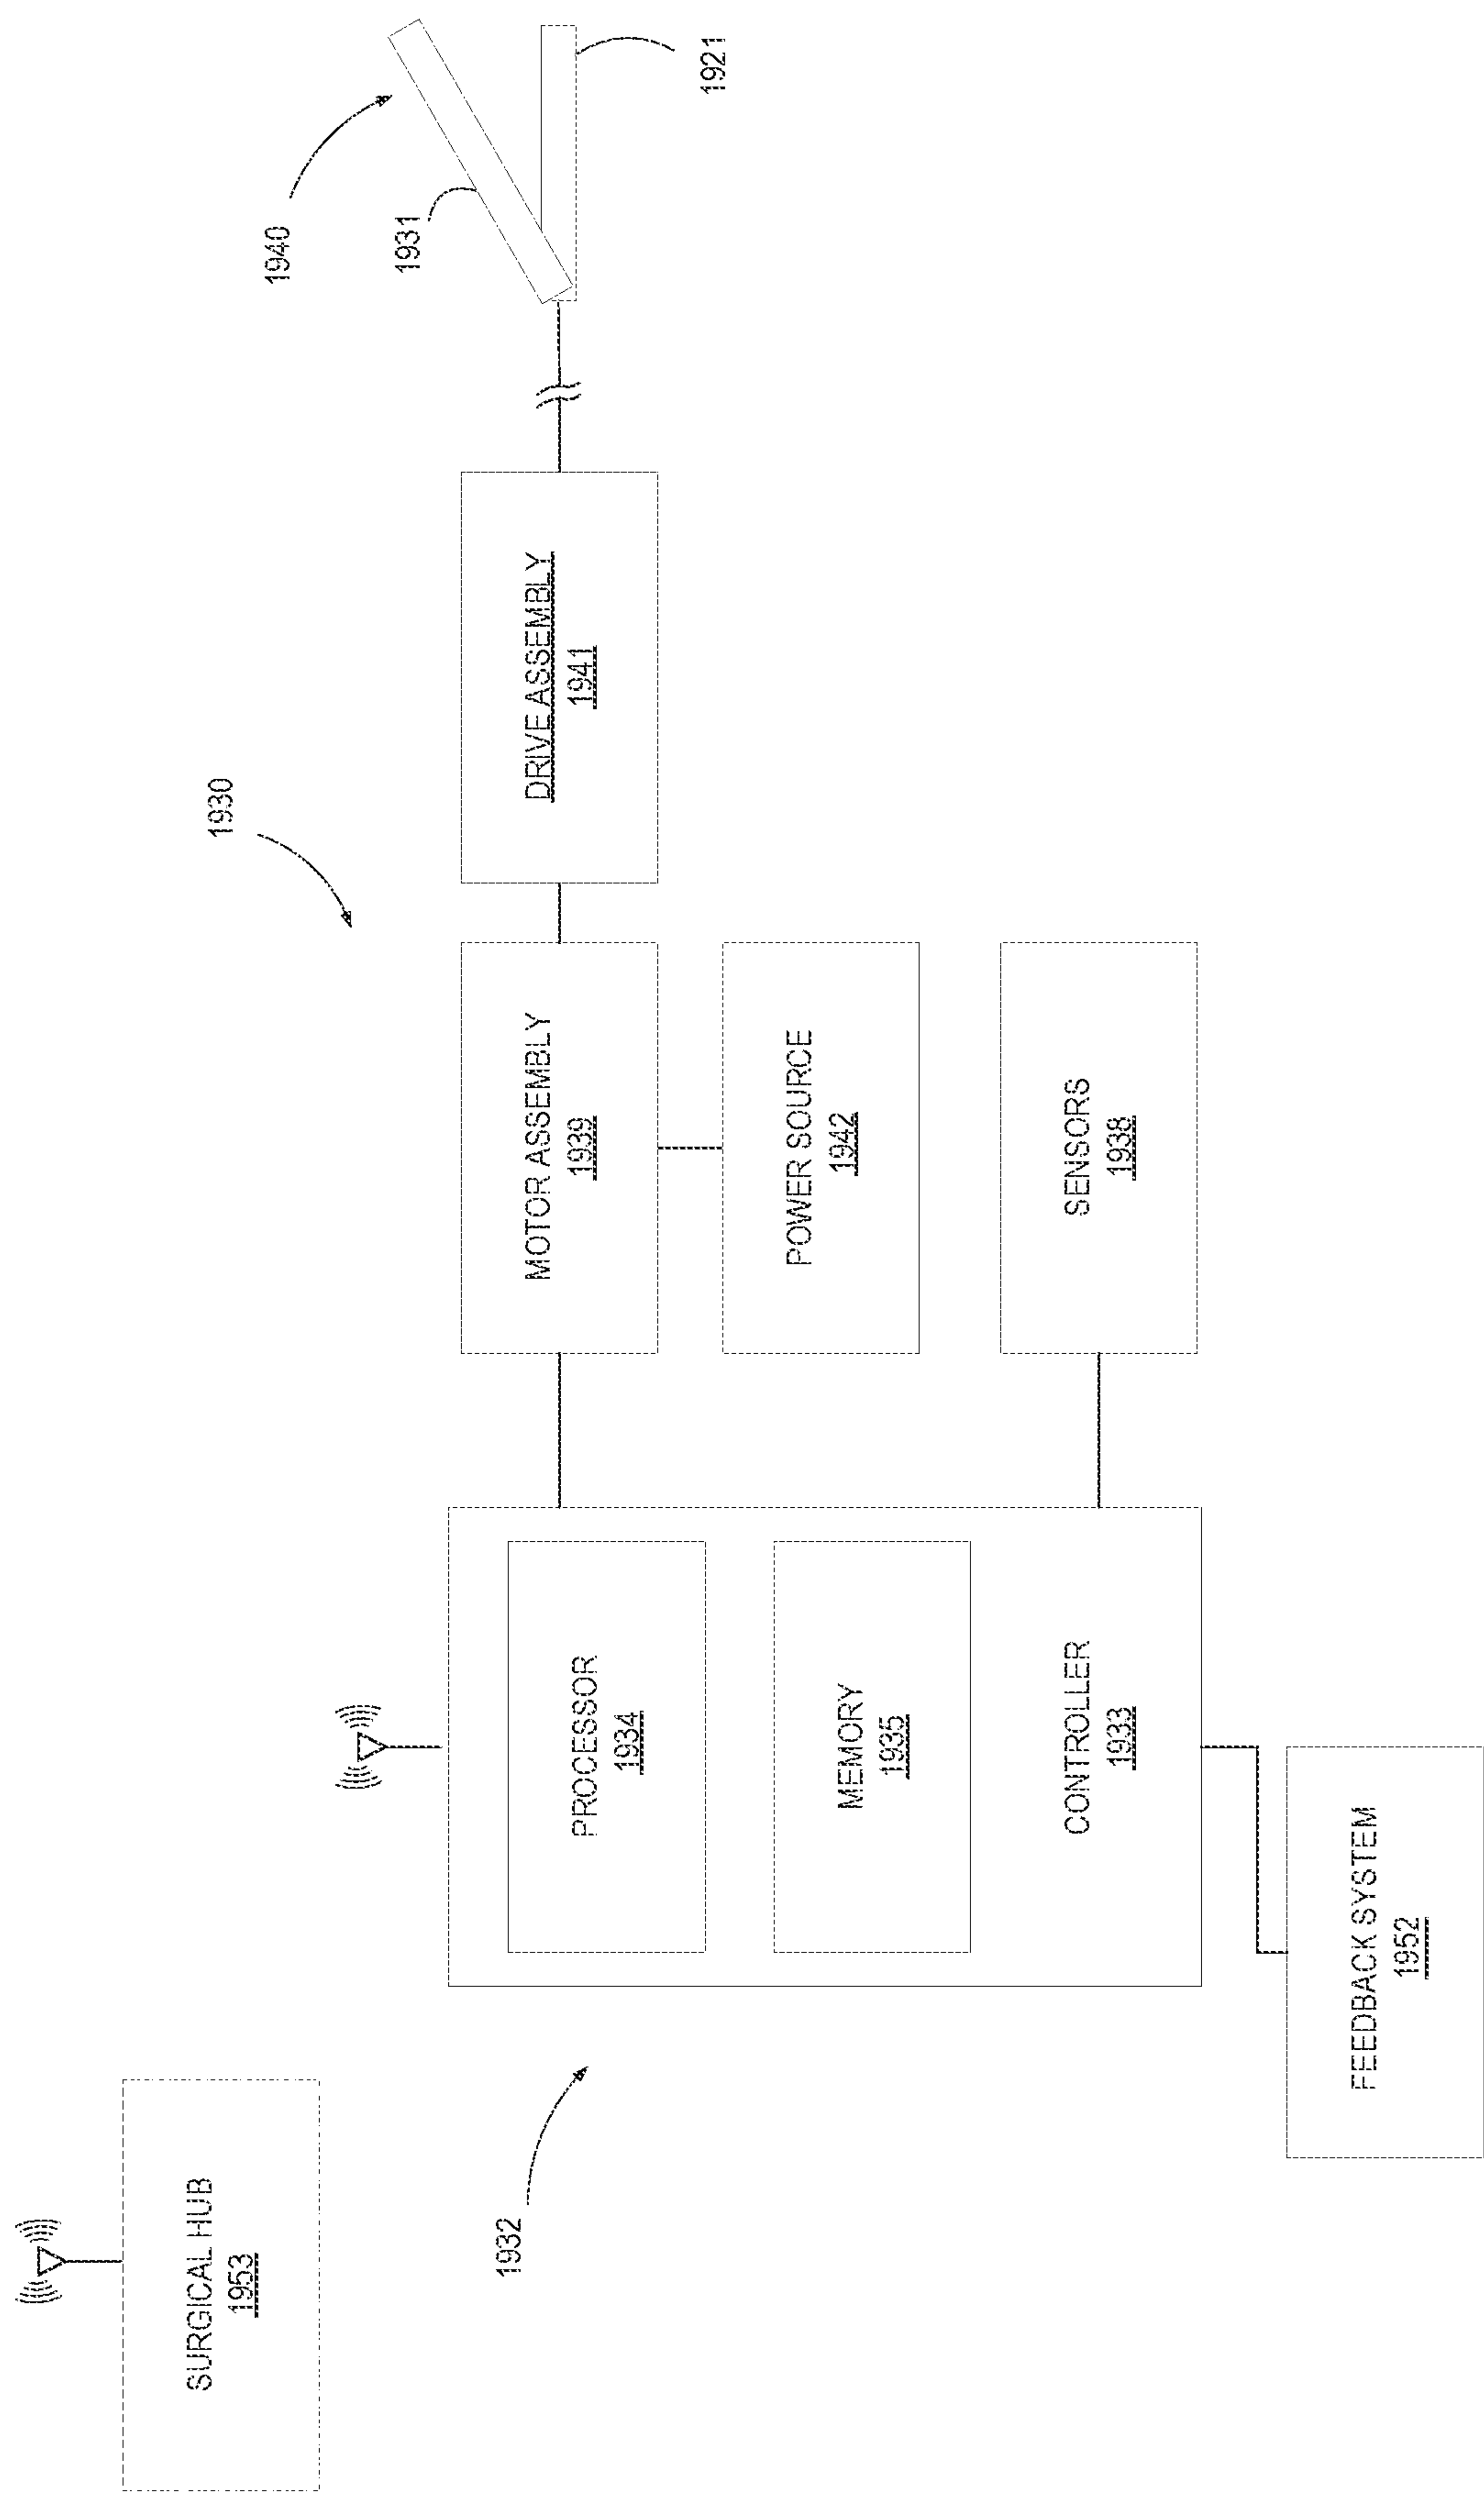 SURGICAL HUB
1953
1932
PROCESSOR
1934
MEMORY
1935
CONTROLLER
1933
FEEDBACK SYSTEM
1952
1930
MOTOR ASSEMBLY
1939
POWER SOURCE
1942
SENSORS
1938
DRIVE ASSEMBLY
1941
1940
1931
1921